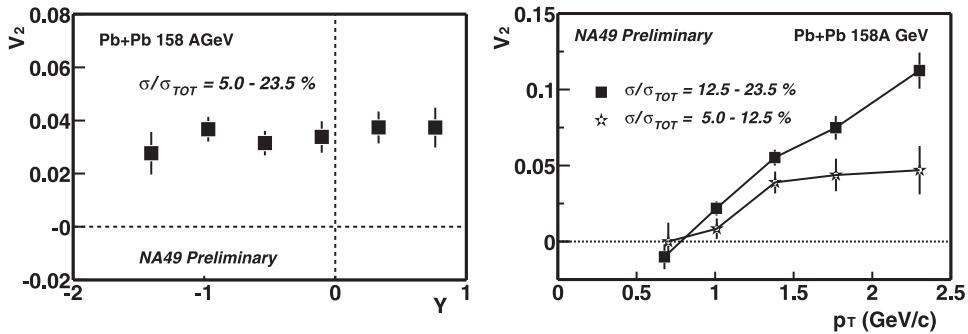 V2
0.08
0.06
0.04
0.02
-0
-0.02
Pb+Pb 158 AGeV
σ/σTOT = 5.0 - 23.5 %
NA49 Preliminary
-2
-1
0
1
Y
V2
0.15
0.1
0.05
0
NA49 Preliminary
Pb+Pb 158A GeV
σ/σTOT = 12.5 - 23.5 %
σ/σTOT = 5.0 - 12.5 %
0
0.5
1
1.5
2
2.5
pT (GeV/c)